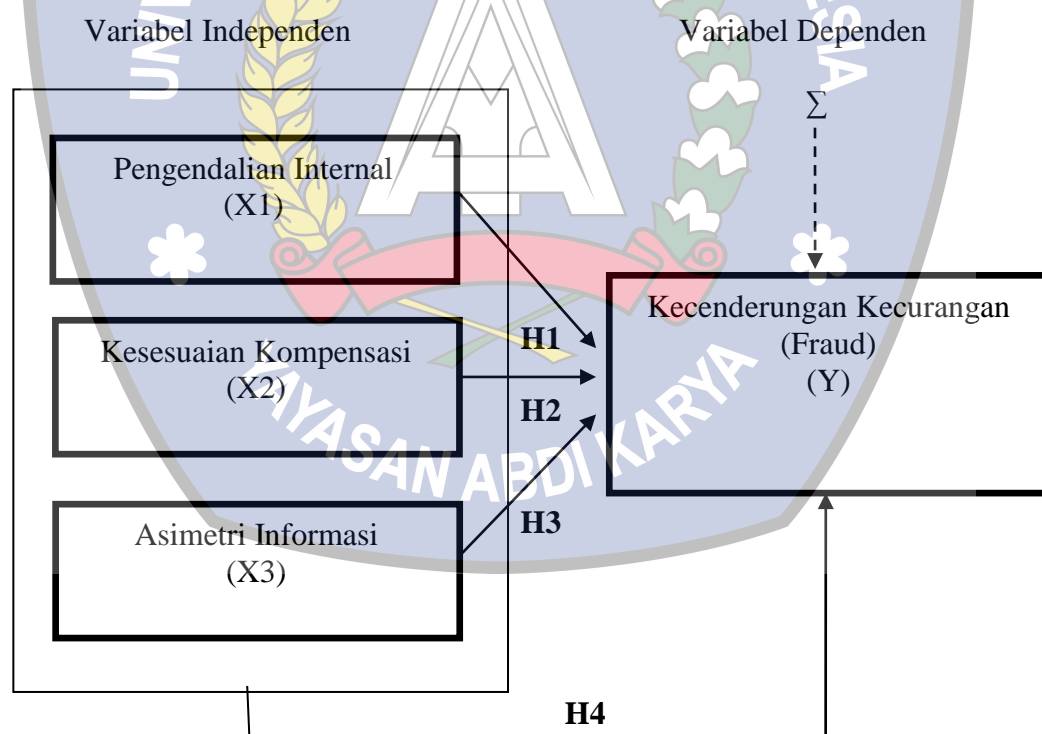 Variabel Independen
Variabel Dependen
∑
Pengendalian Internal
(X1)
Kesesuaian Kompensasi
(X2)
Asimetri Informasi
(X3)
H1
H2
H3
Kecenderungan Kecurangan
(Fraud)
(Y)
H4
YAYASAN ABDI KARYA